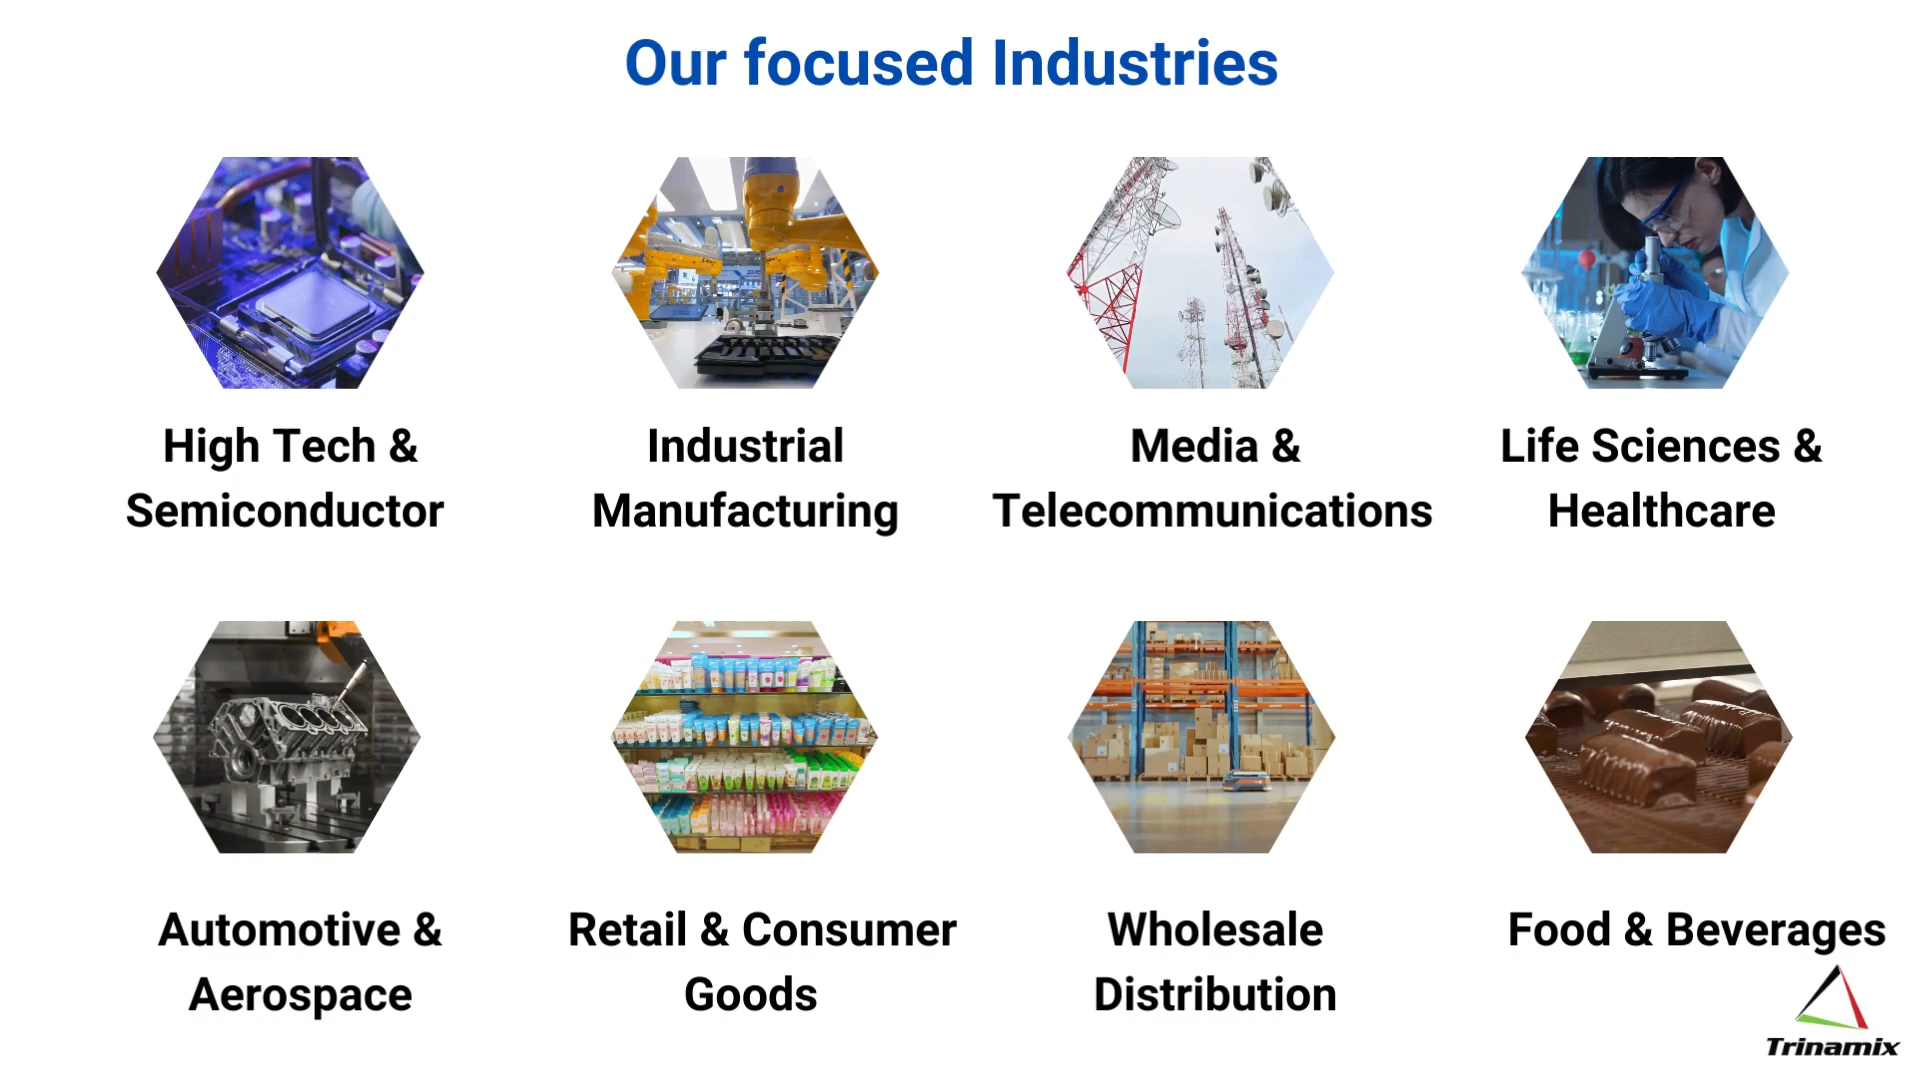 Our focused Industries
High Tech &
Semiconductor
Industrial
Manufacturing
Media &
Telecommunications
Life Sciences &
Healthcare
Automotive &
Aerospace
Retail & Consumer
Goods
Wholesale
Distribution
Food & Beverages
Trinamix